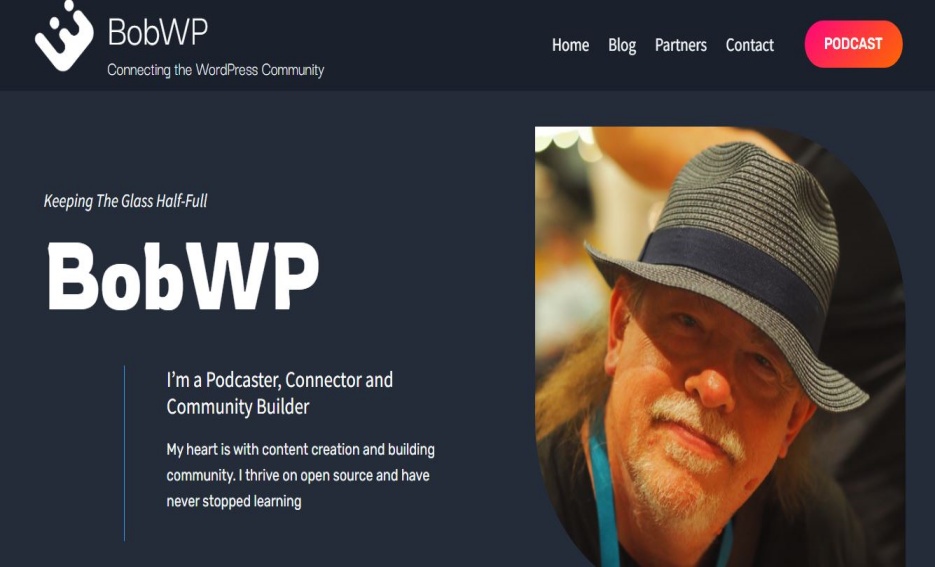 BobWP
Connecting the WordPress Community
Home Blog Partners Contact PODCAST
Keeping The Glass Half-Full
BobWP
I'm a Podcaster, Connector and
Community Builder
My heart is with content creation and building
community. I thrive on open source and have
never stopped learning